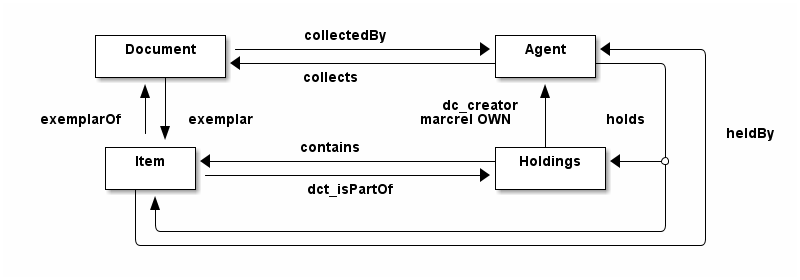 collectedBy
Document
Agent
collects
dc_creator
exemplarOf
exemplar
marcrel OWN
holds
heldBy
contains
Item
Holdings
dct_isPartOf